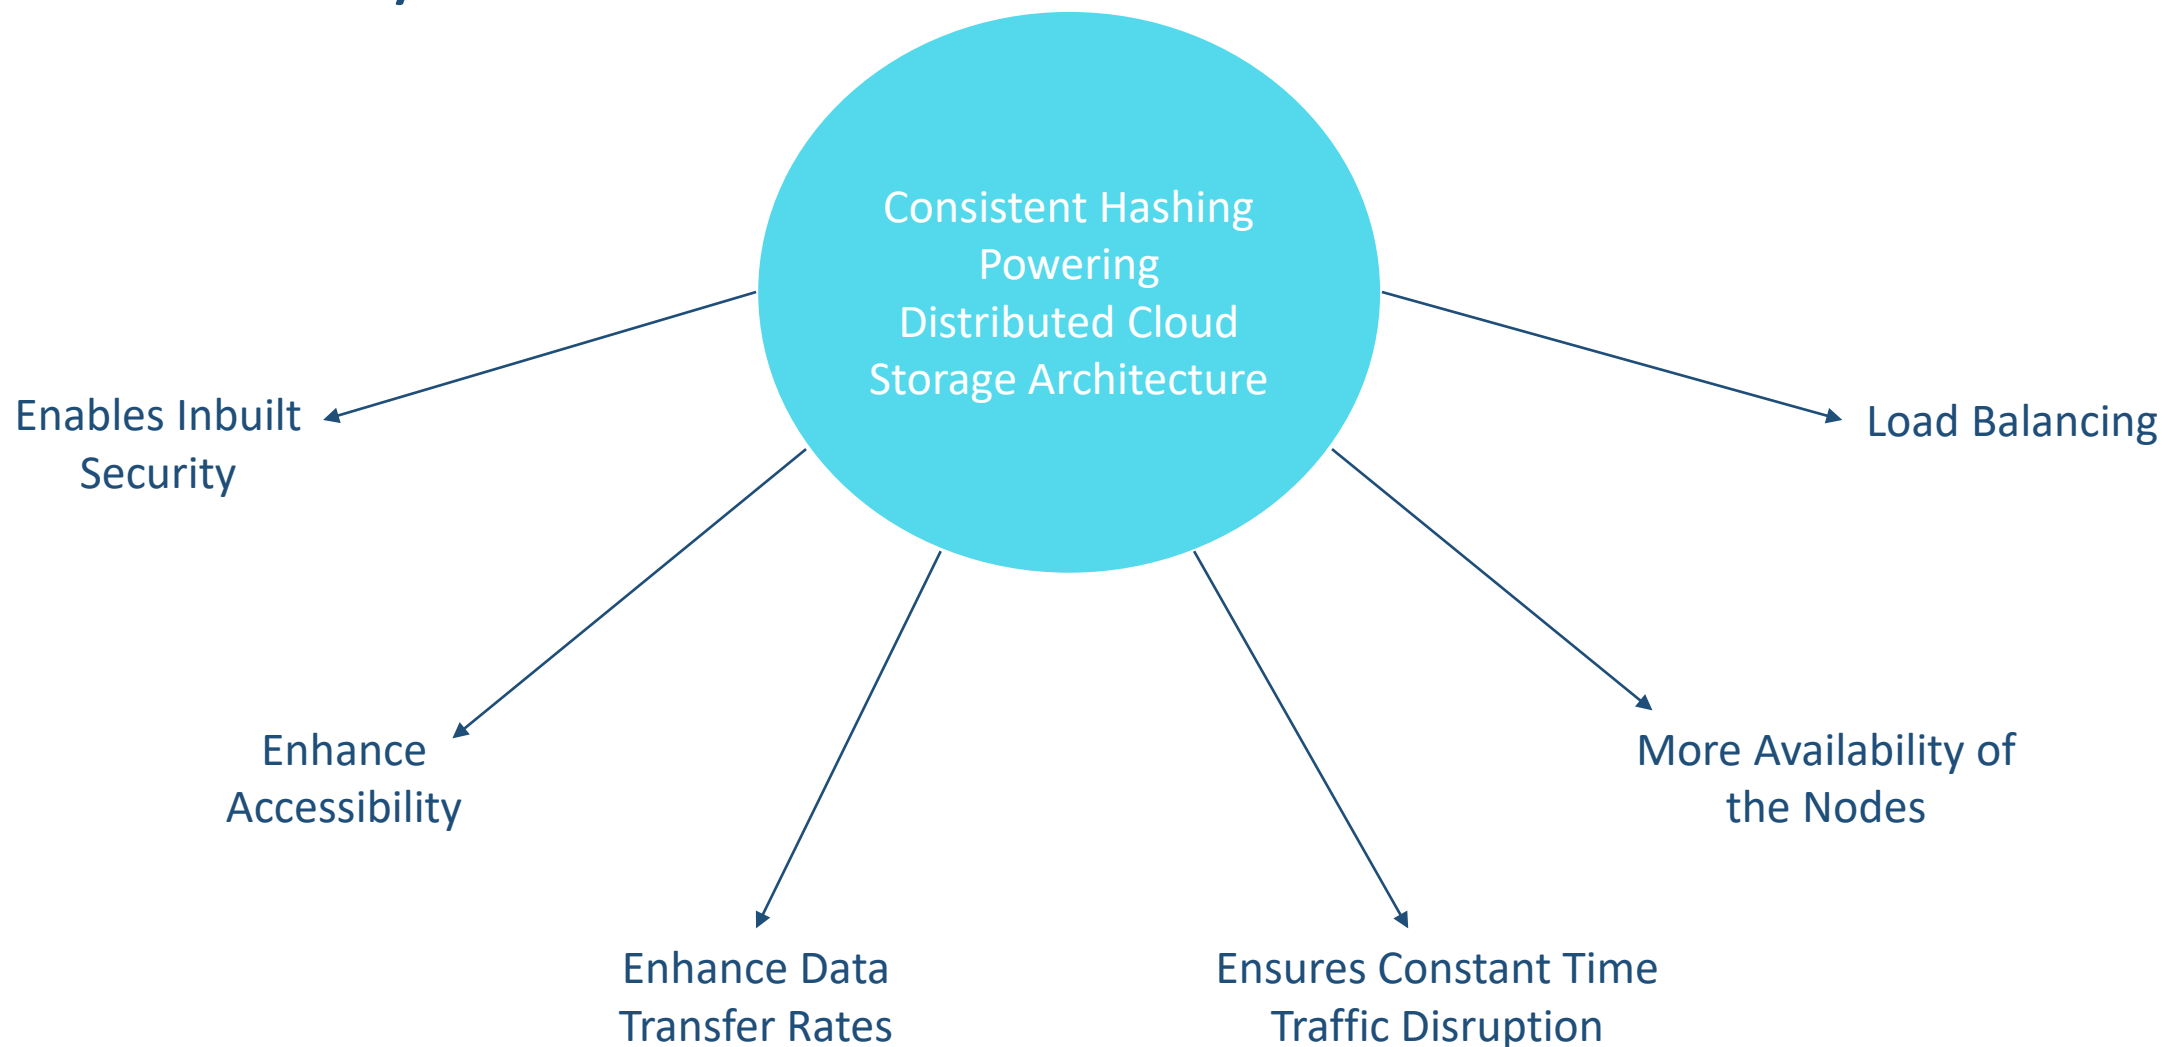 Consistent Hashing
Powering
Distributed Cloud
Storage Architecture
Enables Inbuilt
Security
Load Balancing
Enhance
Accessibility
More Availability of
the Nodes
Enhance Data
Transfer Rates
Ensures Constant Time
Traffic Disruption